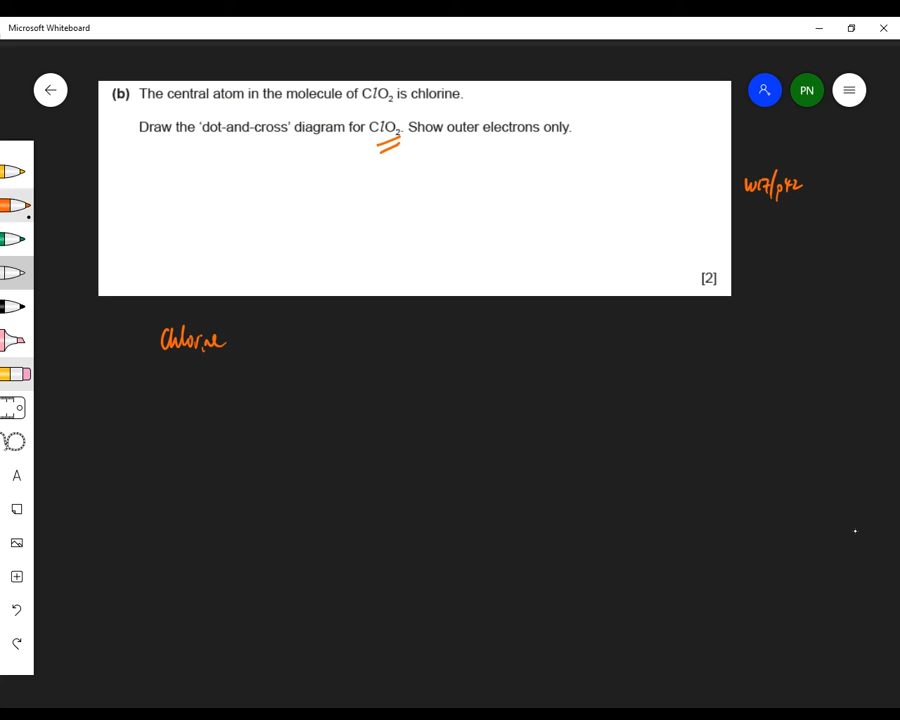 Microsoft Whiteboard
PN
(b) The central atom in the molecule of ClO₂ is chlorine.
Draw the ‘dot-and-cross’ diagram for ClO₂. Show outer electrons only.
W17/p42
[2]
Chlorine
A